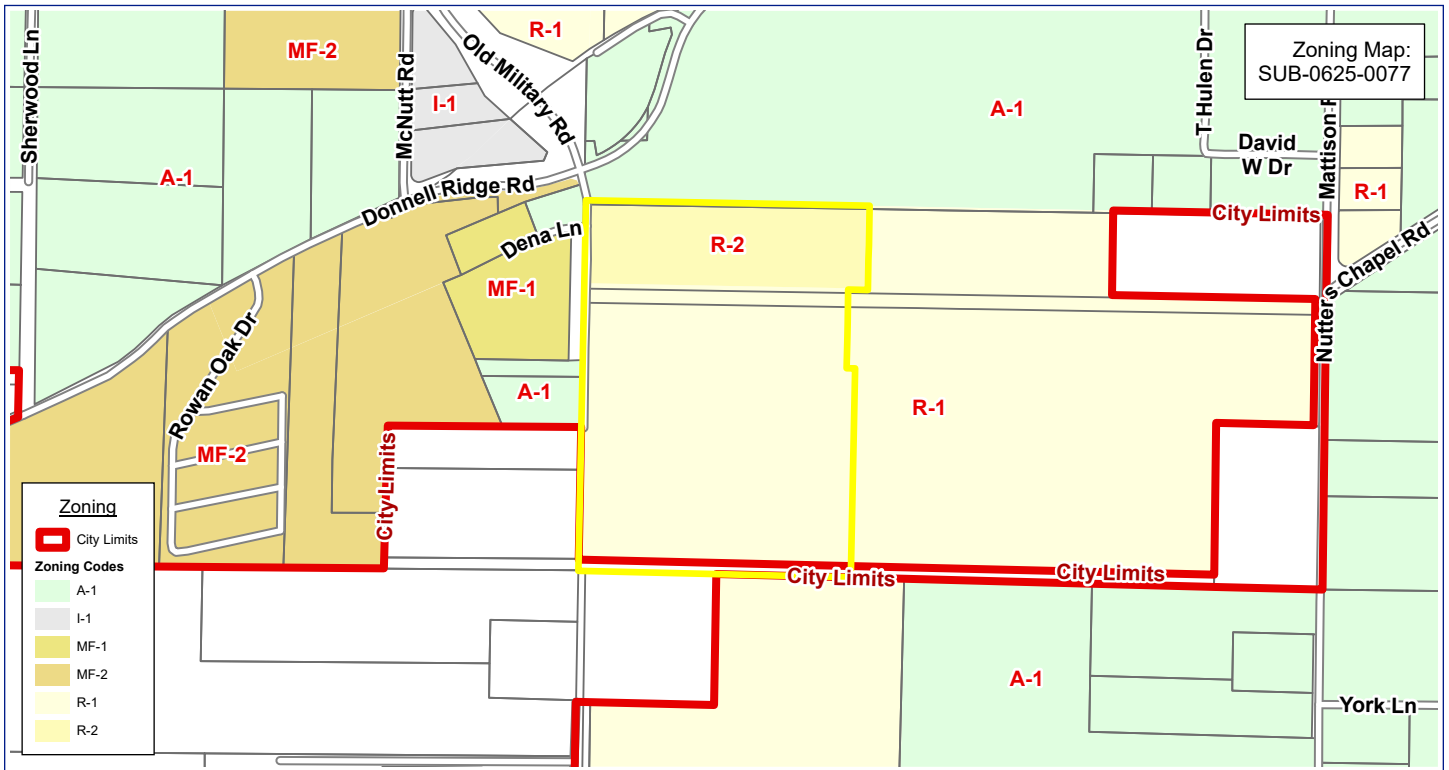 Zoning Map:
SUB-0625-0077
Sherwood Ln
MF-2
McNutt Rd
Old Military Rd
R-1
I-1
A-1
T Hulen Dr
David
W Dr
Mattison
R-1
A-1
Donnell Ridge Rd
City Limits
Dena Ln
R-2
Nutters Chapel Rd
MF-1
Rowan Oak Dr
A-1
R-1
MF-2
City Limits
City Limits
City Limits
A-1
York Ln
Zoning
City Limits
Zoning Codes
A-1
I-1
MF-1
MF-2
R-1
R-2